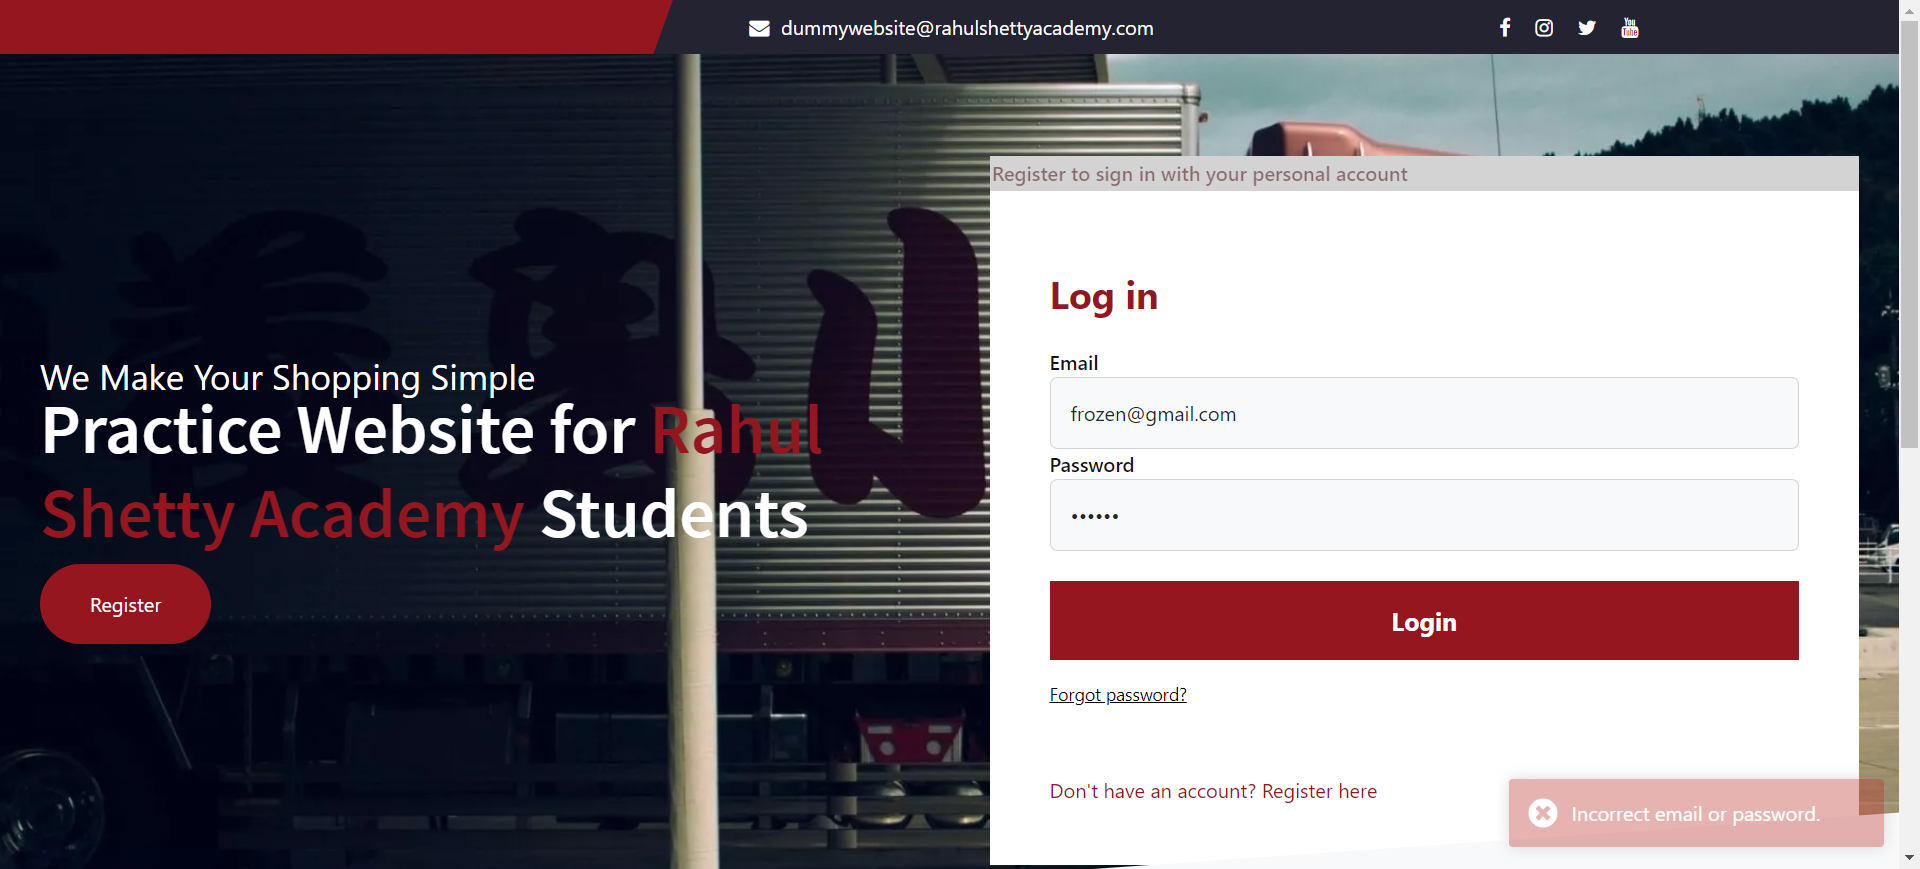 dummywebsite@rahulshettyacademy.com
Register to sign in with your personal account
We Make Your Shopping Simple
Practice Website for Rahul
Shetty Academy Students
Register
Log in
Email
frozen@gmail.com
Password
••••••
Login
Forgot password?
Don't have an account? Register here
Incorrect email or password.